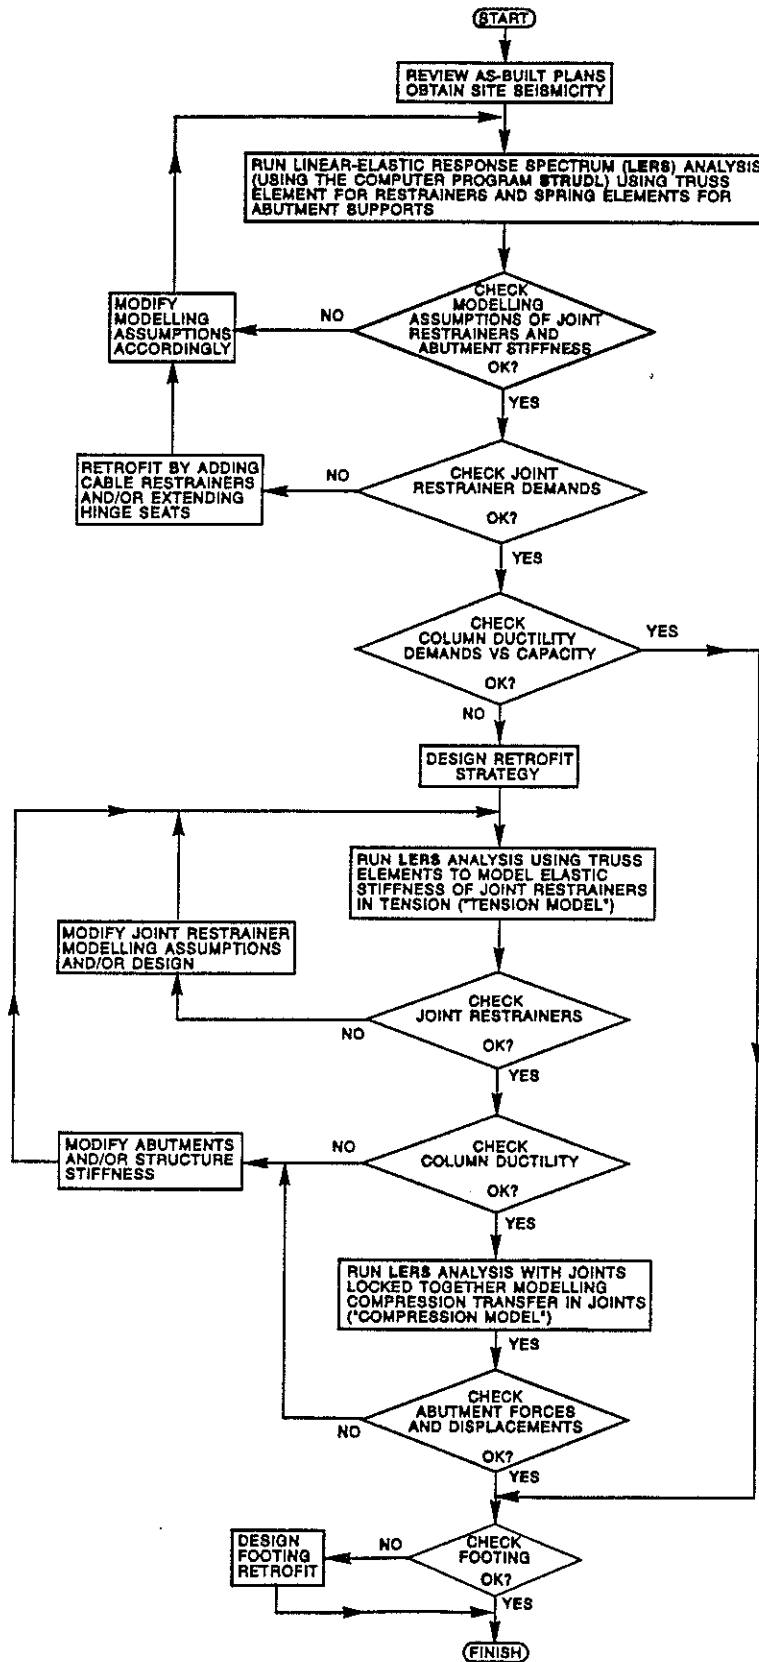 START
REVIEW AS-BUILT PLANS
OBTAIN SITE SEISMICITY
RUN LINEAR-ELASTIC RESPONSE SPECTRUM (LERS) ANALYSIS
(USING THE COMPUTER PROGRAM STRUDL) USING TRUSS
ELEMENT FOR RESTRAINERS AND SPRING ELEMENTS FOR
ABUTMENT SUPPORTS
CHECK
MODELLING
ASSUMPTIONS OF JOINT
RESTRAINERS AND
ABUTMENT STIFFNESS
OK?
NO
MODIFY
MODELLING
ASSUMPTIONS
ACCORDINGLY
YES
CHECK JOINT
RESTRAINER DEMANDS
OK?
NO
RETROFIT BY ADDING
CABLE RESTRAINERS
AND/OR EXTENDING
HINGE SEATS
YES
CHECK
COLUMN DUCTILITY
DEMANDS VS CAPACITY
OK?
YES
NO
DESIGN RETROFIT
STRATEGY
RUN LERS ANALYSIS USING TRUSS
ELEMENTS TO MODEL ELASTIC
STIFFNESS OF JOINT RESTRAINERS
IN TENSION ("TENSION MODEL")
MODIFY JOINT RESTRAINER
MODELLING ASSUMPTIONS
AND/OR DESIGN
CHECK
JOINT RESTRAINERS
OK?
NO
YES
CHECK
COLUMN DUCTILITY
OK?
NO
MODIFY ABUTMENTS
AND/OR STRUCTURE
STIFFNESS
YES
RUN LERS ANALYSIS WITH JOINTS
LOCKED TOGETHER MODELLING
COMPRESSION TRANSFER IN JOINTS
("COMPRESSION MODEL")
YES
CHECK
ABUTMENT FORCES
AND DISPLACEMENTS
OK?
NO
YES
CHECK
FOOTING
OK?
NO
DESIGN
FOOTING
RETROFIT
YES
FINISH